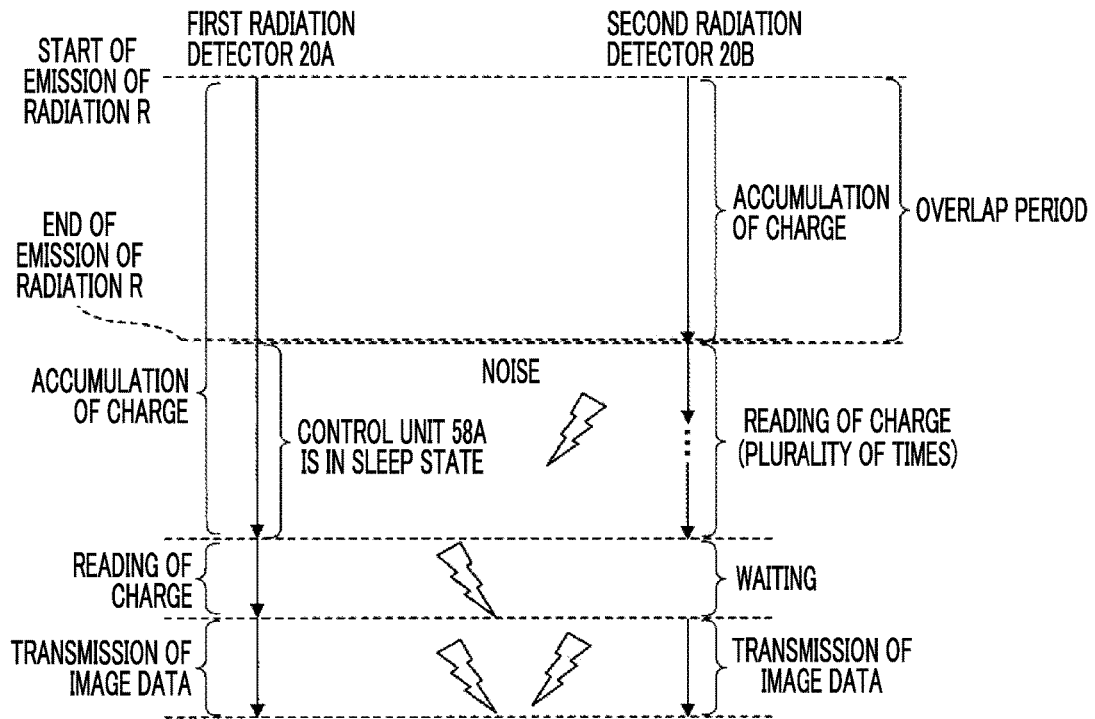 FIRST RADIATION
DETECTOR 20A
SECOND RADIATION
DETECTOR 20B
START OF
EMISSION OF
RADIATION R
ACCUMULATION
OF CHARGE
OVERLAP PERIOD
END OF
EMISSION OF
RADIATION R
NOISE
ACCUMULATION
OF CHARGE
CONTROL UNIT 58A
IS IN SLEEP STATE
READING OF CHARGE
(PLURALITY OF TIMES)
READING OF
CHARGE
WAITING
TRANSMISSION OF
IMAGE DATA
TRANSMISSION OF
IMAGE DATA